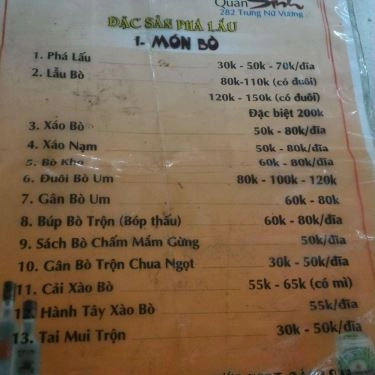 Quán Sinh
282 Trưng Nữ Vương
ĐẶC SẢN PHÁ LẤU
1. MÓN BÒ
1. Phá Lấu 30k - 50k - 70k/đĩa
2. Lẩu Bò 80k-110k (có đuôi)
120k - 150k (có đuôi)
Đặc biệt 200k
3. Xáo Bò 50k - 80k/đĩa
4. Xáo Nạm 50k - 80k/đĩa
5. Bò Kho 60k - 80k/đĩa
6. Đuôi Bò Um 80k - 100k - 120k
7. Gân Bò Um 60k - 80k
8. Búp Bò Trộn (Bóp thấu) 60k - 80k/đĩa
9. Sách Bò Chấm Mắm Gừng 50k/đĩa
10. Gân Bò Trộn Chua Ngọt 30k - 50k/đĩa
11. Cải Xào Bò 55k - 65k (có mì)
12. Hành Tây Xào Bò 55k/đĩa
13. Tai Mui Trộn 30k - 50k/đĩa